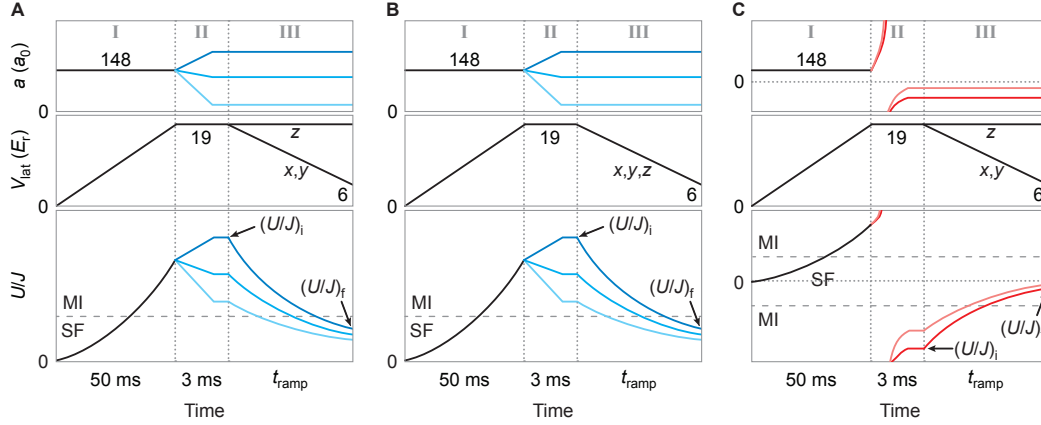 A
I II III
a (a0)
148
0
Vlat (Er)
19
z
x,y
6
0
U/J
(U/J)i
(U/J)f
MI
SF
0
50 ms 3 ms tramp
Time
B
I II III
148
0
19
x,y,z
6
0
(U/J)i
(U/J)f
MI
SF
0
50 ms 3 ms tramp
Time
C
I II III
148
0
19
z
x,y
6
0
MI
SF
0
MI
(U/J)i
(U/J)
50 ms 3 ms tramp
Time